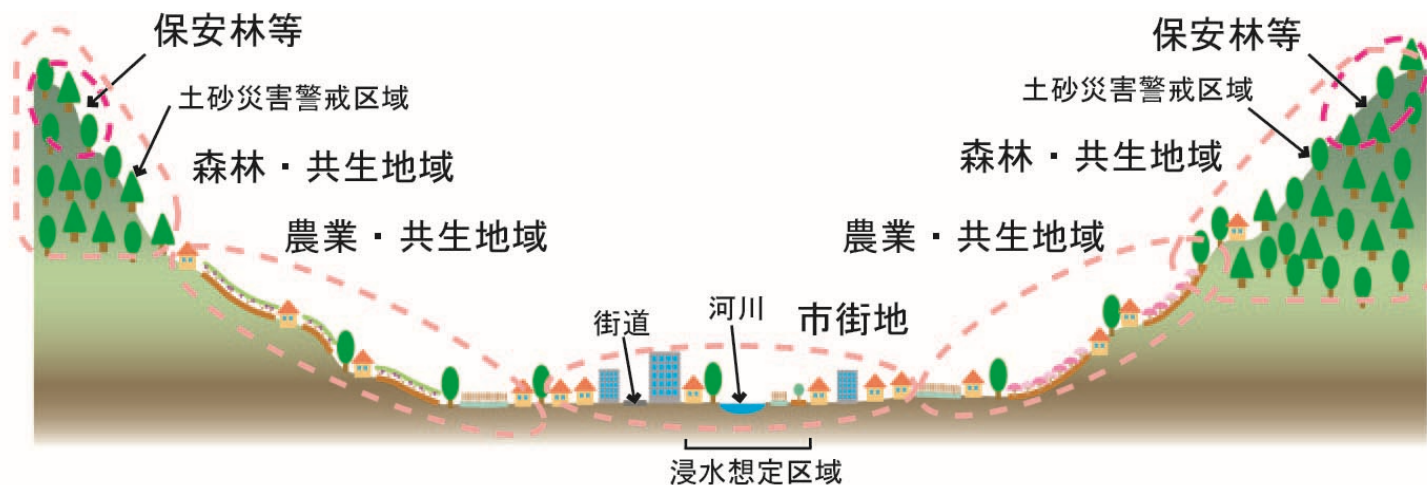 保安林等
土砂災害警戒区域
森林・共生地域
農業・共生地域
街道
河川
市街地
浸水想定区域
保安林等
土砂災害警戒区域
森林・共生地域
農業・共生地域